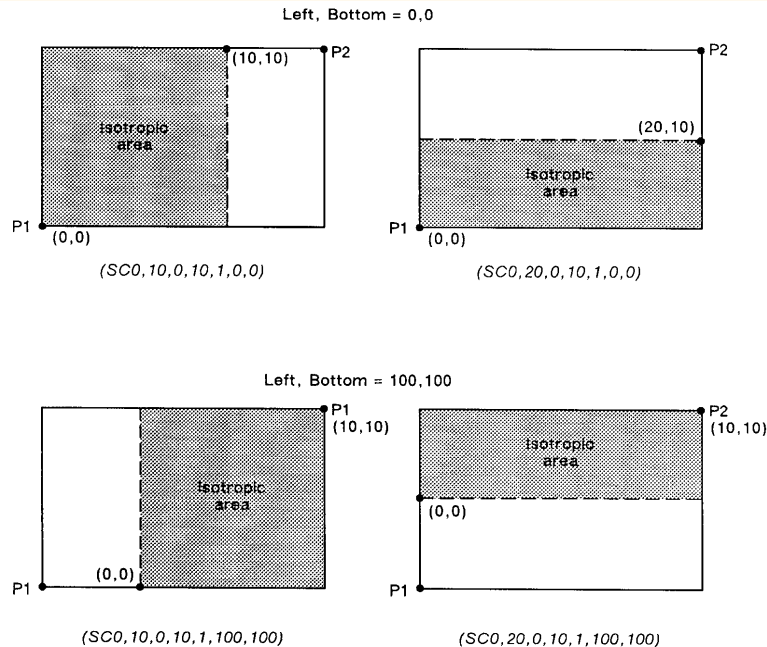 Left, Bottom = 0,0
(10,10)
P2
Isotropic
area
P1
(0,0)
(SC0,10,0,10,1,0,0)
P2
(20,10)
Isotropic
area
P1
(0,0)
(SC0,20,0,10,1,0,0)
Left, Bottom = 100,100
P1
(10,10)
Isotropic
area
(0,0)
P1
(SC0,10,0,10,1,100,100)
P2
(10,10)
Isotropic
area
(0,0)
P1
(SC0,20,0,10,1,100,100)